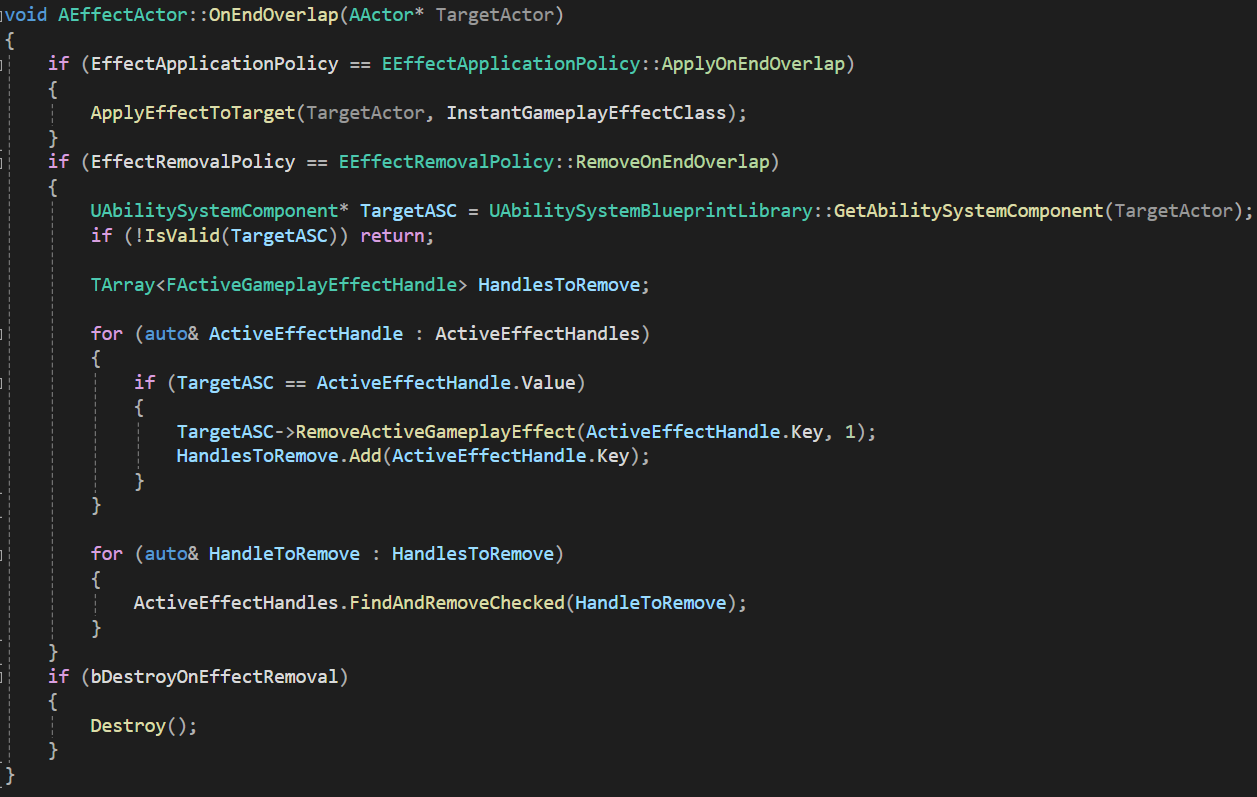 void AEffectActor::OnEndOverlap(AActor* TargetActor)
{
if (EffectApplicationPolicy == EEffectApplicationPolicy::ApplyOnEndOverlap)
{
ApplyEffectToTarget(TargetActor, InstantGameplayEffectClass);
}
if (EffectRemovalPolicy == EEffectRemovalPolicy::RemoveOnEndOverlap)
{
UAbilitySystemComponent* TargetASC = UAbilitySystemBlueprintLibrary::GetAbilitySystemComponent(TargetActor);
if (!IsValid(TargetASC)) return;
TArray<FActiveGameplayEffectHandle> HandlesToRemove;
for (auto& ActiveEffectHandle : ActiveEffectHandles)
{
if (TargetASC == ActiveEffectHandle.Value)
{
TargetASC->RemoveActiveGameplayEffect(ActiveEffectHandle.Key, 1);
HandlesToRemove.Add(ActiveEffectHandle.Key);
}
}
for (auto& HandleToRemove : HandlesToRemove)
{
ActiveEffectHandles.FindAndRemoveChecked(HandleToRemove);
}
}
if (bDestroyOnEffectRemoval)
{
Destroy();
}
}